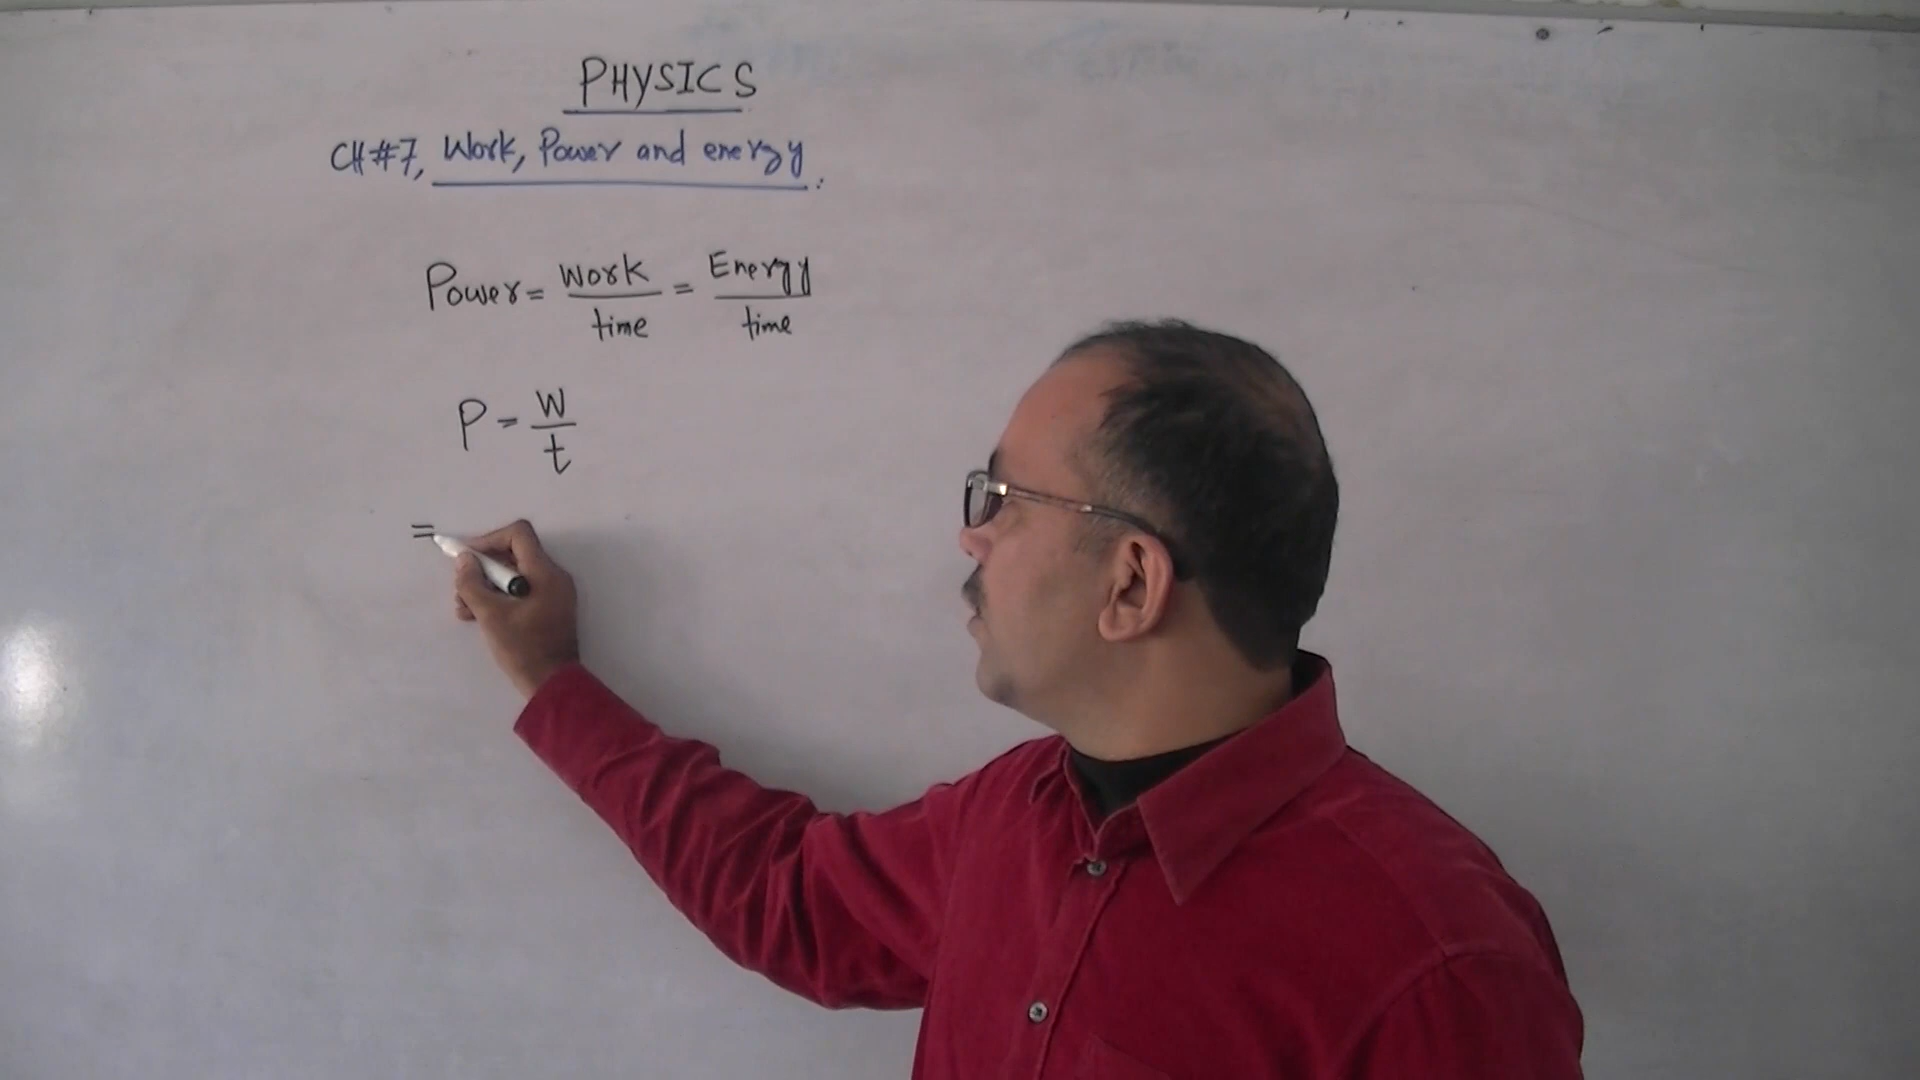 PHYSICS
CH#7, Work, Power and energy.
Power = Work/time = Energy/time
P = W/t
=